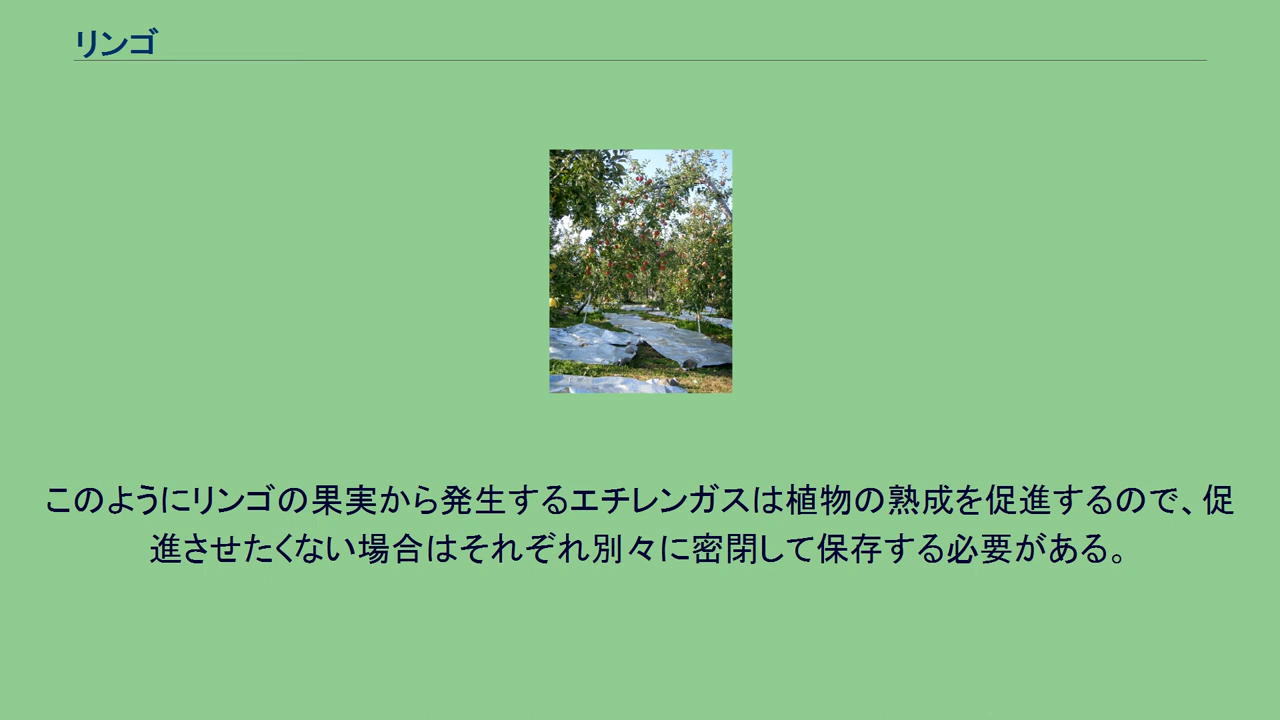 リンゴ
このようにリンゴの果実から発生するエチレンガスは植物の熟成を促進するので、促
進させたくない場合はそれぞれ別々に密閉して保存する必要がある。